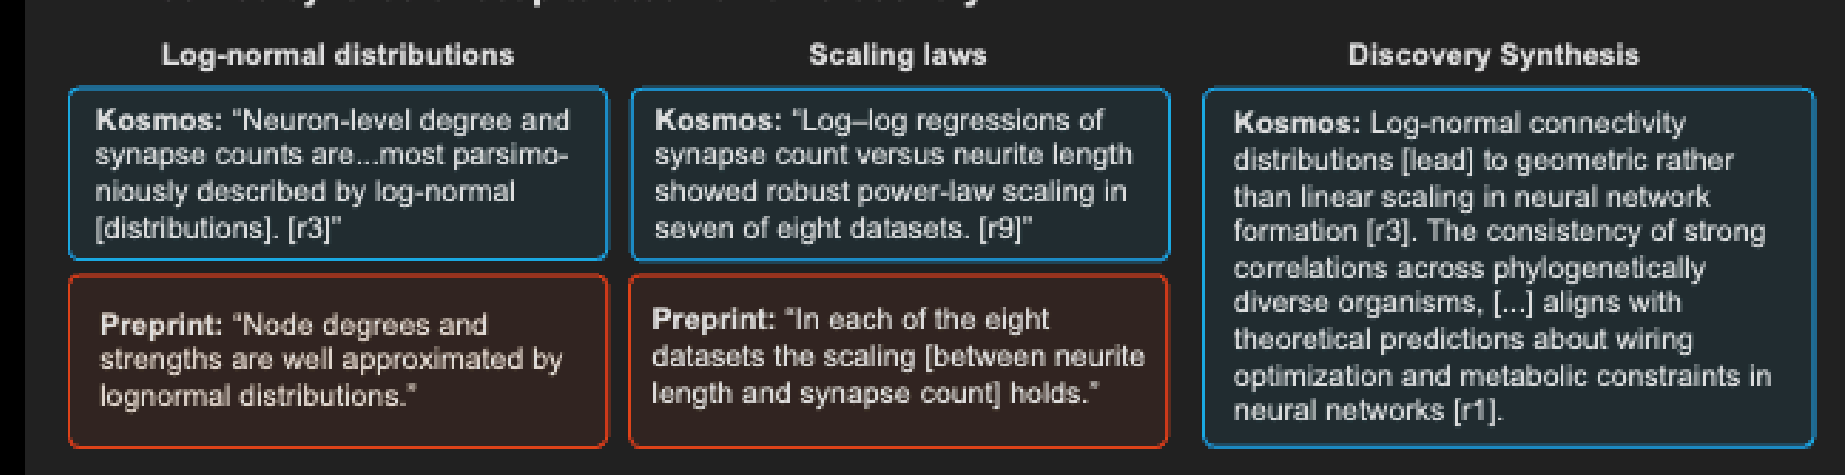 Log-normal distributions
Kosmos: “Neuron-level degree and
synapse counts are...most parsimo-
niously described by log-normal
[distributions]. [r3]”
Preprint: “Node degrees and
strengths are well approximated by
lognormal distributions.”
Scaling laws
Kosmos: “Log–log regressions of
synapse count versus neurite length
showed robust power-law scaling in
seven of eight datasets. [r9]”
Preprint: “In each of the eight
datasets the scaling [between neurite
length and synapse count] holds.”
Discovery Synthesis
Kosmos: Log-normal connectivity
distributions [lead] to geometric rather
than linear scaling in neural network
formation [r3]. The consistency of strong
correlations across phylogenetically
diverse organisms, [...] aligns with
theoretical predictions about wiring
optimization and metabolic constraints in
neural networks [r1].